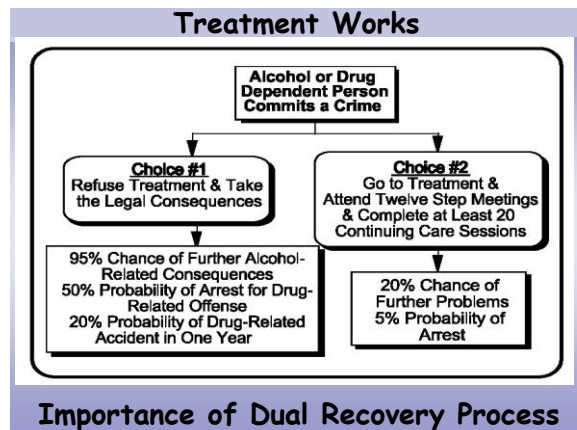 Treatment Works
Alcohol or Drug
Dependent Person
Commits a Crime
Choice #1
Refuse Treatment & Take
the Legal Consequences
Choice #2
Go to Treatment &
Attend Twelve Step Meetings
& Complete at Least 20
Continuing Care Sessions
95% Chance of Further Alcohol-
Related Consequences
50% Probability of Arrest for Drug-
Related Offense
20% Probability of Drug-Related
Accident in One Year
20% Chance of
Further Problems
5% Probability of
Arrest
Importance of Dual Recovery Process